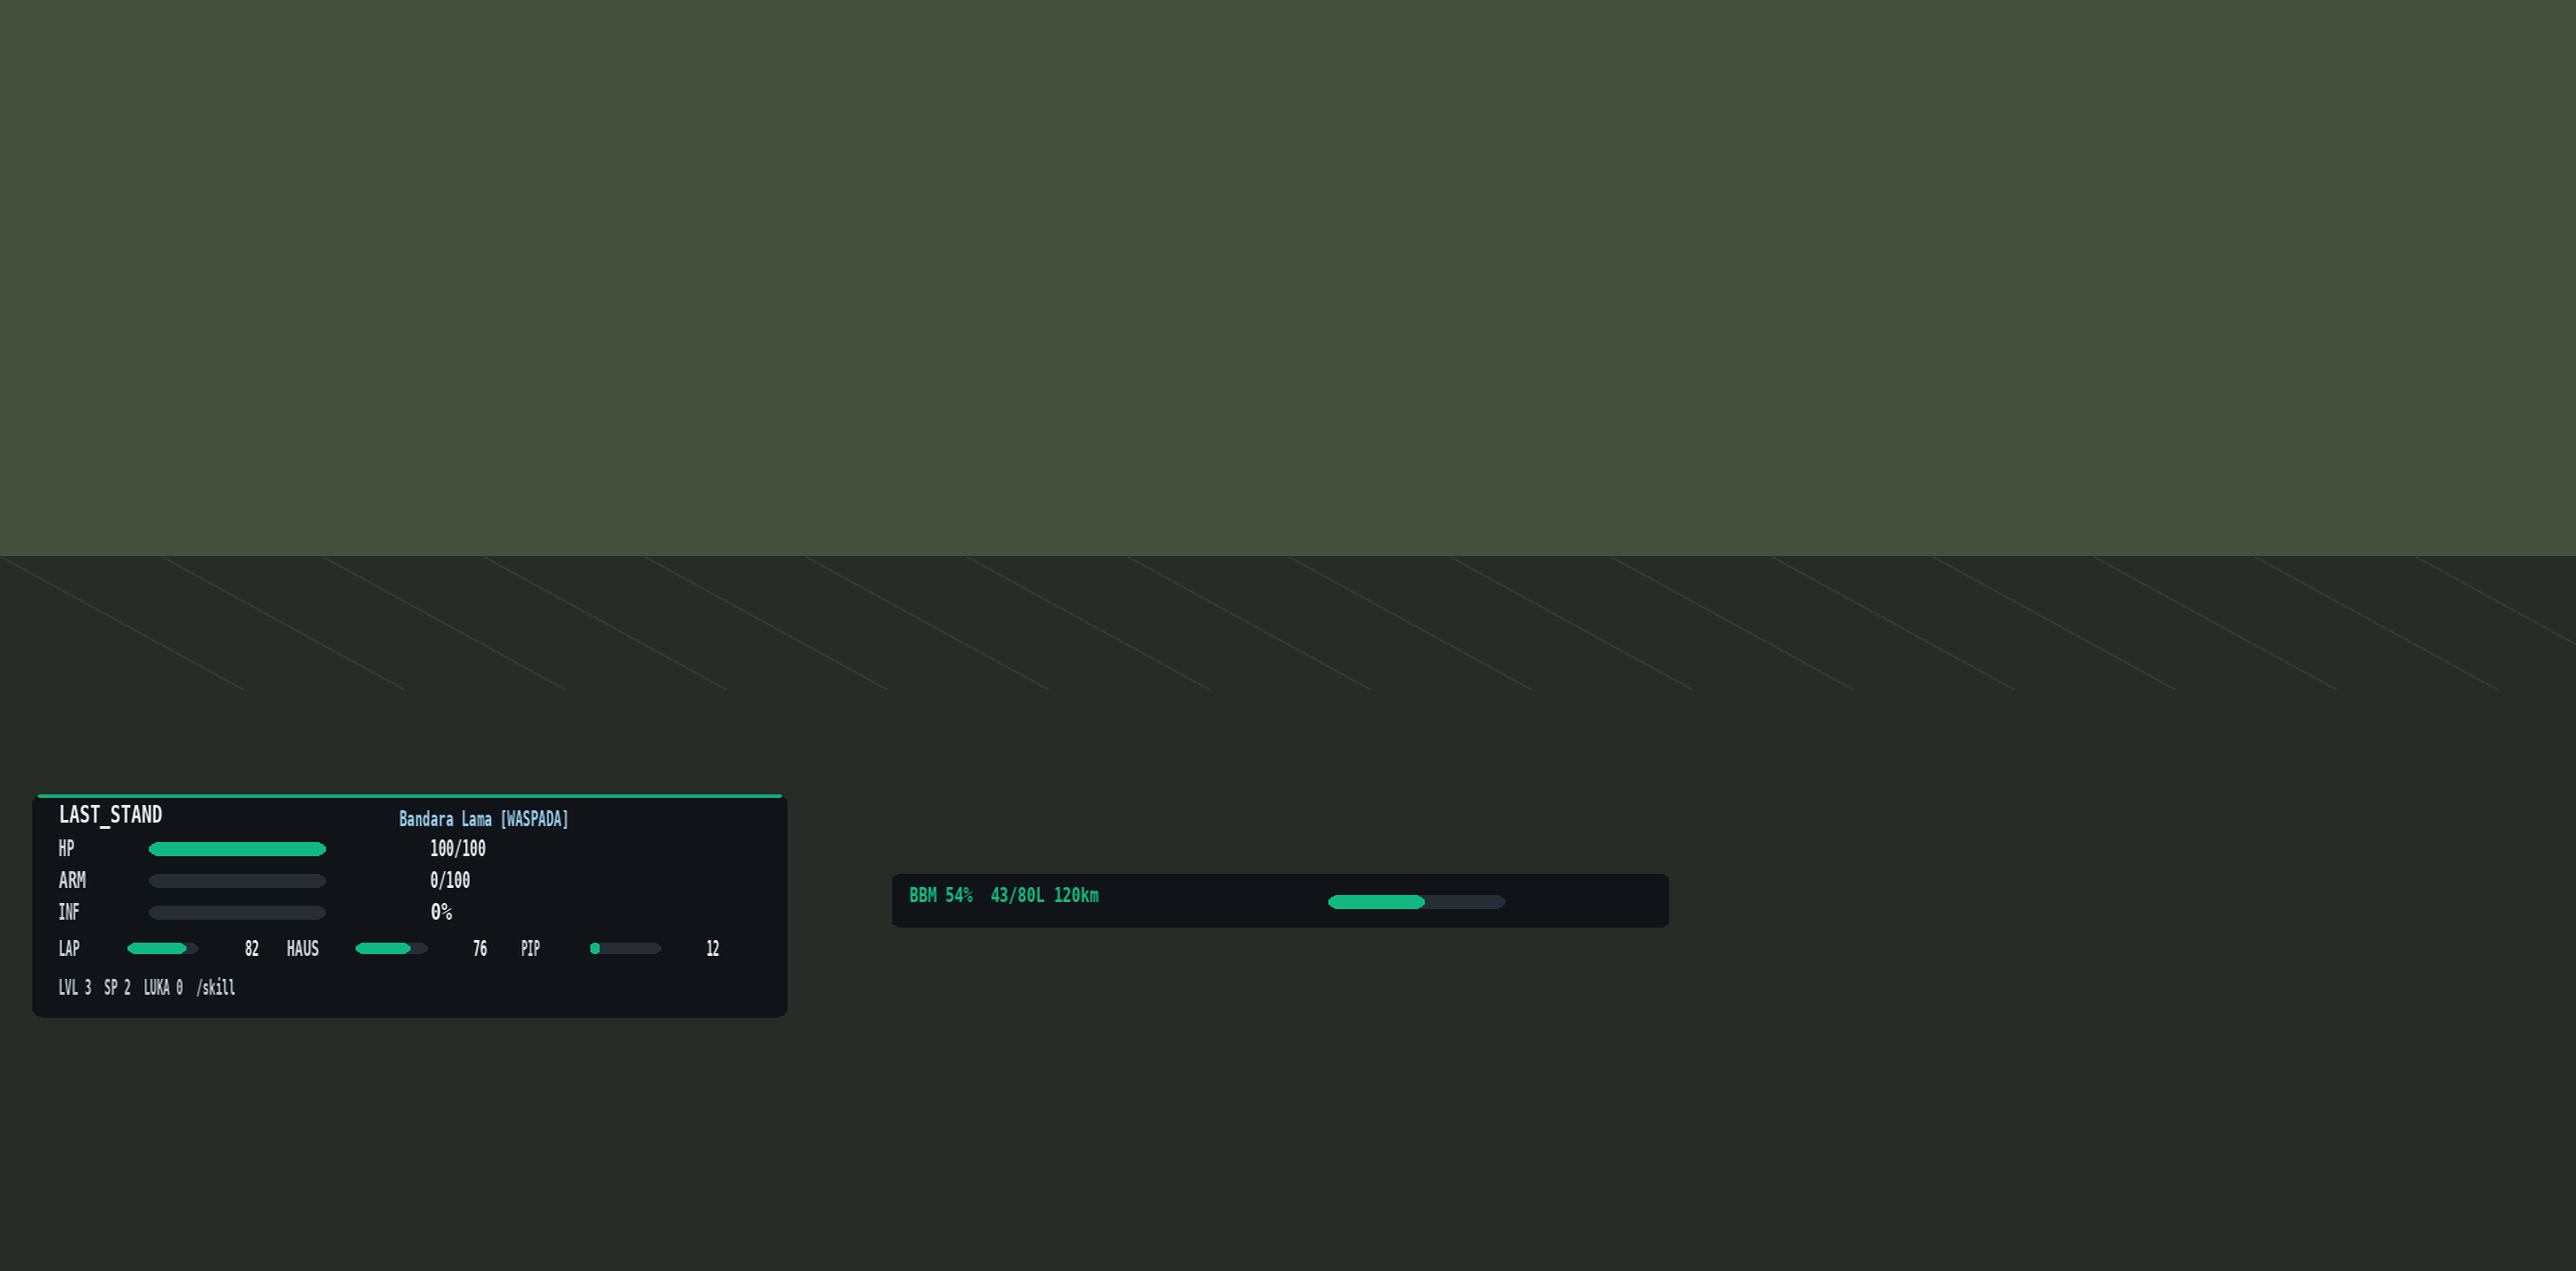 LAST_STAND
Bandara Lama [WASPADA]
HP 100/100
ARM 0/100
INF 0%
LAP 82 HAUS 76 PIP 12
LVL 3 SP 2 LUKA 0 /skill
BBM 54% 43/80L 120km